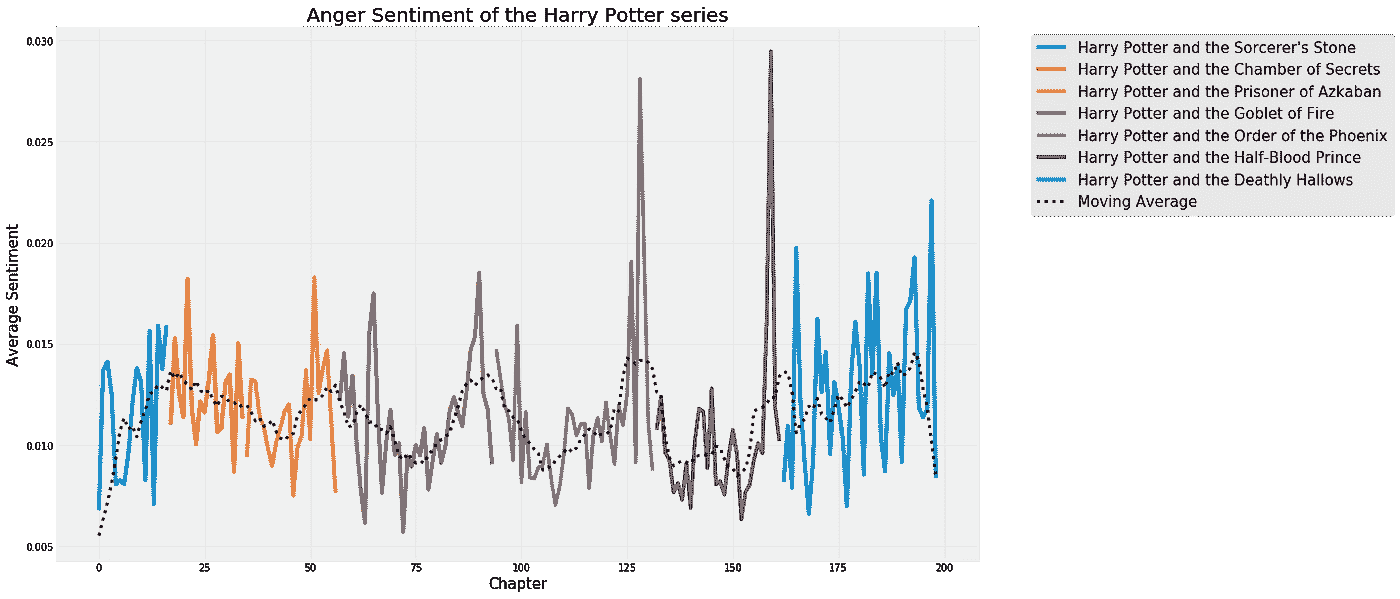 Anger Sentiment of the Harry Potter series
0.030
0.025
0.020
0.015
0.010
0.005
Average Sentiment
0 25 50 75 100 125 150 175 200
Chapter
Harry Potter and the Sorcerer's Stone
Harry Potter and the Chamber of Secrets
Harry Potter and the Prisoner of Azkaban
Harry Potter and the Goblet of Fire
Harry Potter and the Order of the Phoenix
Harry Potter and the Half-Blood Prince
Harry Potter and the Deathly Hallows
Moving Average